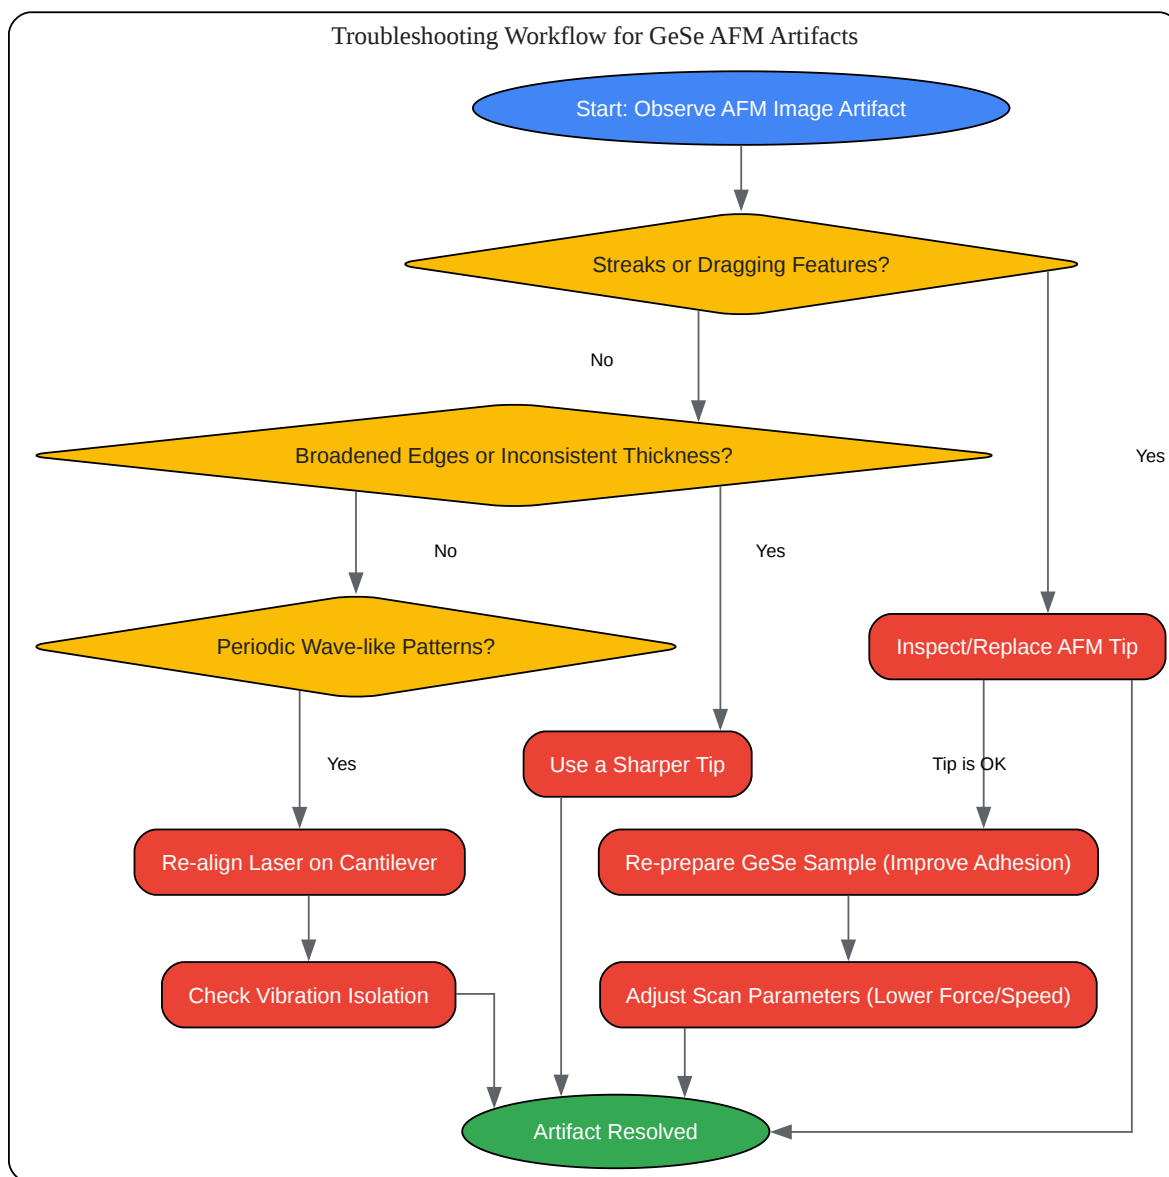 Troubleshooting Workflow for GeSe AFM Artifacts
Start: Observe AFM Image Artifact
Streaks or Dragging Features?
No
Broadened Edges or Inconsistent Thickness?
Yes
No
Yes
Periodic Wave-like Patterns?
Inspect/Replace AFM Tip
Yes
Use a Sharper Tip
Tip is OK
Re-align Laser on Cantilever
Re-prepare GeSe Sample (Improve Adhesion)
Check Vibration Isolation
Adjust Scan Parameters (Lower Force/Speed)
Artifact Resolved